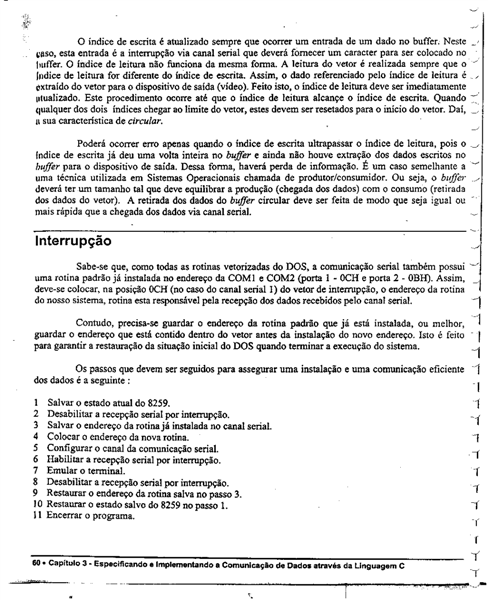 O índice de escrita é atualizado sempre que ocorrer um entrada de um dado no buffer. Neste
caso, esta entrada é a interrupção via canal serial que deverá fornecer um caracter para ser colocado no
buffer. O índice de leitura não funciona da mesma forma. A leitura do vetor é realizada sempre que o
índice de leitura for diferente do índice de escrita. Assim, o dado referenciado pelo índice de leitura é
extraído do vetor para o dispositivo de saída (vídeo). Feito isto, o índice de leitura deve ser imediatamente
atualizado. Este procedimento ocorre até que o índice de leitura alcançe o índice de escrita. Quando
qualquer dos dois índices chegar ao limite do vetor, estes devem ser resetados para o início do vetor. Daí,
a sua característica de circular.
Poderá ocorrer erro apenas quando o índice de escrita ultrapassar o índice de leitura, pois o
índice de escrita já deu uma volta inteira no buffer e ainda não houve extração dos dados escritos no
buffer para o dispositivo de saída. Dessa forma, haverá perda de informação. É um caso semelhante a
uma técnica utilizada em Sistemas Operacionais chamada de produtor/consumidor. Ou seja, o buffer
deverá ter um tamanho tal que deve equilibrar a produção (chegada dos dados) com o consumo (retirada
dos dados do vetor). A retirada dos dados do buffer circular deve ser feita de modo que seja igual ou
mais rápida que a chegada dos dados via canal serial.
Interrupção
Sabe-se que, como todas as rotinas vetorizadas do DOS, a comunicação serial também possui
uma rotina padrão já instalada no endereço da COM1 e COM2 (porta 1 - 0CH e porta 2 - 0BH). Assim,
deve-se colocar, na posição 0CH (no caso do canal serial 1) do vetor de interrupção, o endereço da rotina
do nosso sistema, rotina esta responsável pela recepção dos dados recebidos pelo canal serial.
Contudo, precisa-se guardar o endereço da rotina padrão que já está instalada, ou melhor,
guardar o endereço que está contido dentro do vetor antes da instalação do novo endereço. Isto é feito
para garantir a restauração da situação inicial do DOS quando terminar a execução do sistema.
Os passos que devem ser seguidos para assegurar uma instalação e uma comunicação eficiente
dos dados é a seguinte :
1 Salvar o estado atual do 8259.
2 Desabilitar a recepção serial por interrupção.
3 Salvar o endereço da rotina já instalada no canal serial.
4 Colocar o endereço da nova rotina.
5 Configurar o canal da comunicação serial.
6 Habilitar a recepção serial por interrupção.
7 Emular o terminal.
8 Desabilitar a recepção serial por interrupção.
9 Restaurar o endereço da rotina salva no passo 3.
10 Restaurar o estado salvo do 8259 no passo 1.
11 Encerrar o programa.
60 • Capítulo 3 - Especificando e Implementando a Comunicação de Dados através da Linguagem C